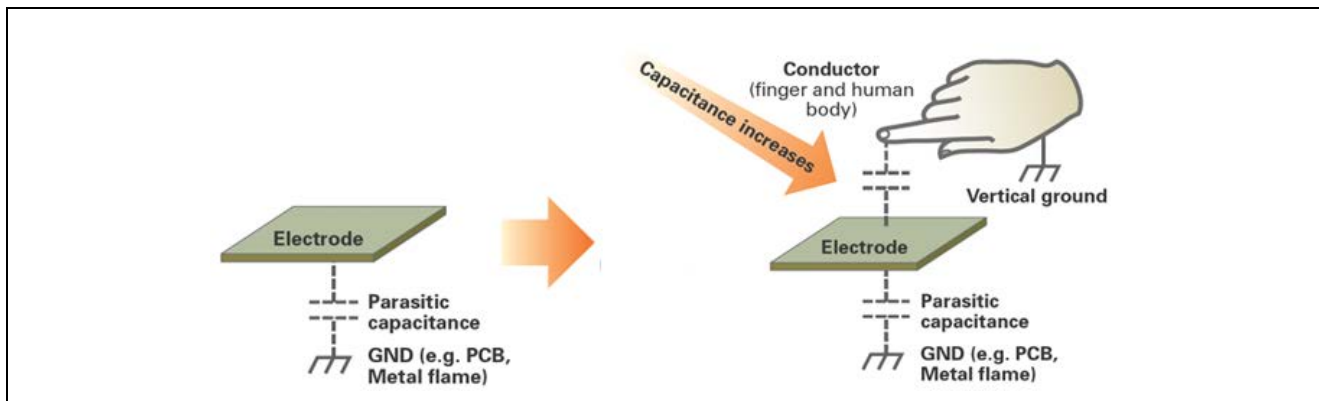 Electrode
Parasitic
capacitance
GND (e.g. PCB,
Metal flame)
Capacitance increases
Conductor
(finger and human
body)
Vertical ground
Electrode
Parasitic
capacitance
GND (e.g. PCB,
Metal flame)